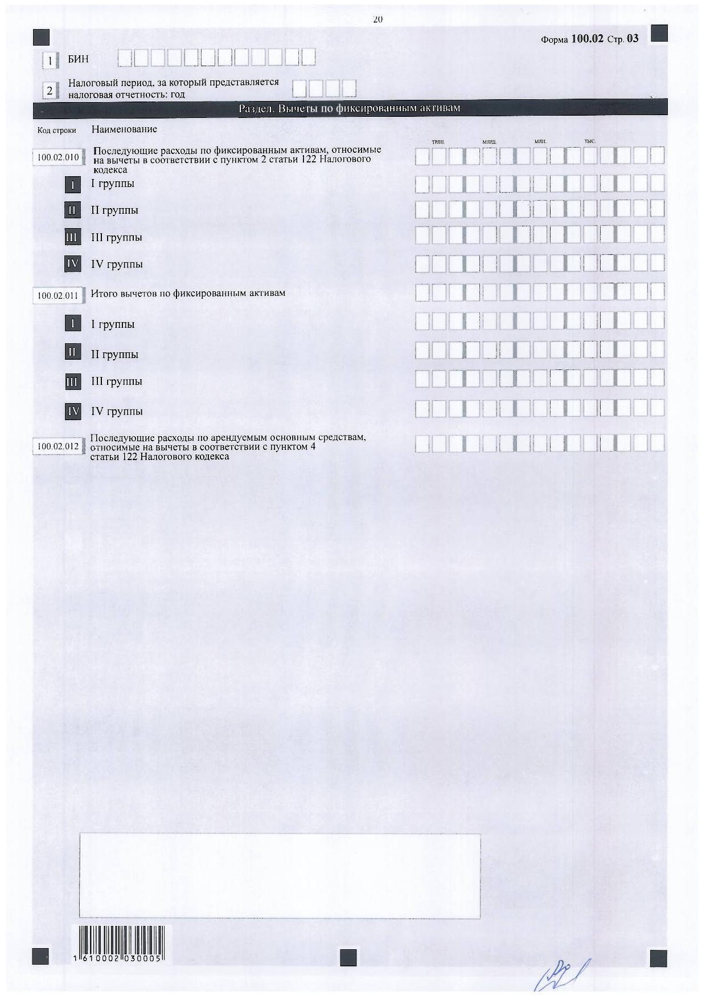 20
Форма 100.02 Стр. 03
1 БИН
2 Налоговый период, за который представляется
налоговая отчетность: год
Раздел. Вычеты по фиксированным активам
Код строки Наименование
трлн. млрд. млн. тыс.
100.02.010 Последующие расходы по фиксированным активам, относимые
на вычеты в соответствии с пунктом 2 статьи 122 Налогового
кодекса
I I группы
II II группы
III III группы
IV IV группы
100.02.011 Итого вычетов по фиксированным активам
I I группы
II II группы
III III группы
IV IV группы
100.02.012 Последующие расходы по арендуемым основным средствам,
относимые на вычеты в соответствии с пунктом 4
статьи 122 Налогового кодекса
1 610002 030005